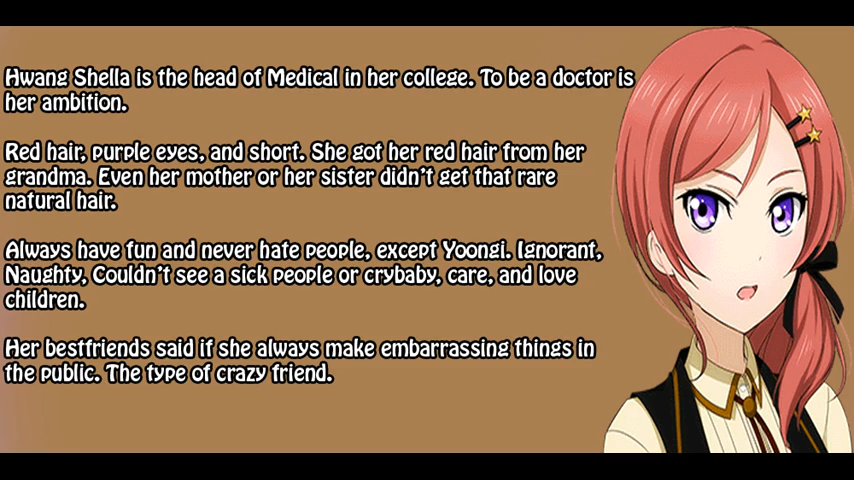 Hwang Shella is the head of Medical in her college. To be a doctor is
her ambition.
Red hair, purple eyes, and short. She got her red hair from her
grandma. Even her mother or her sister didn't get that rare
natural hair.
Always have fun and never hate people, except Yoongi. Ignorant,
Naughty, Couldn't see a sick people or crybaby, care, and love
children.
Her bestfriends said if she always make embarrassing things in
the public. The type of crazy friend.